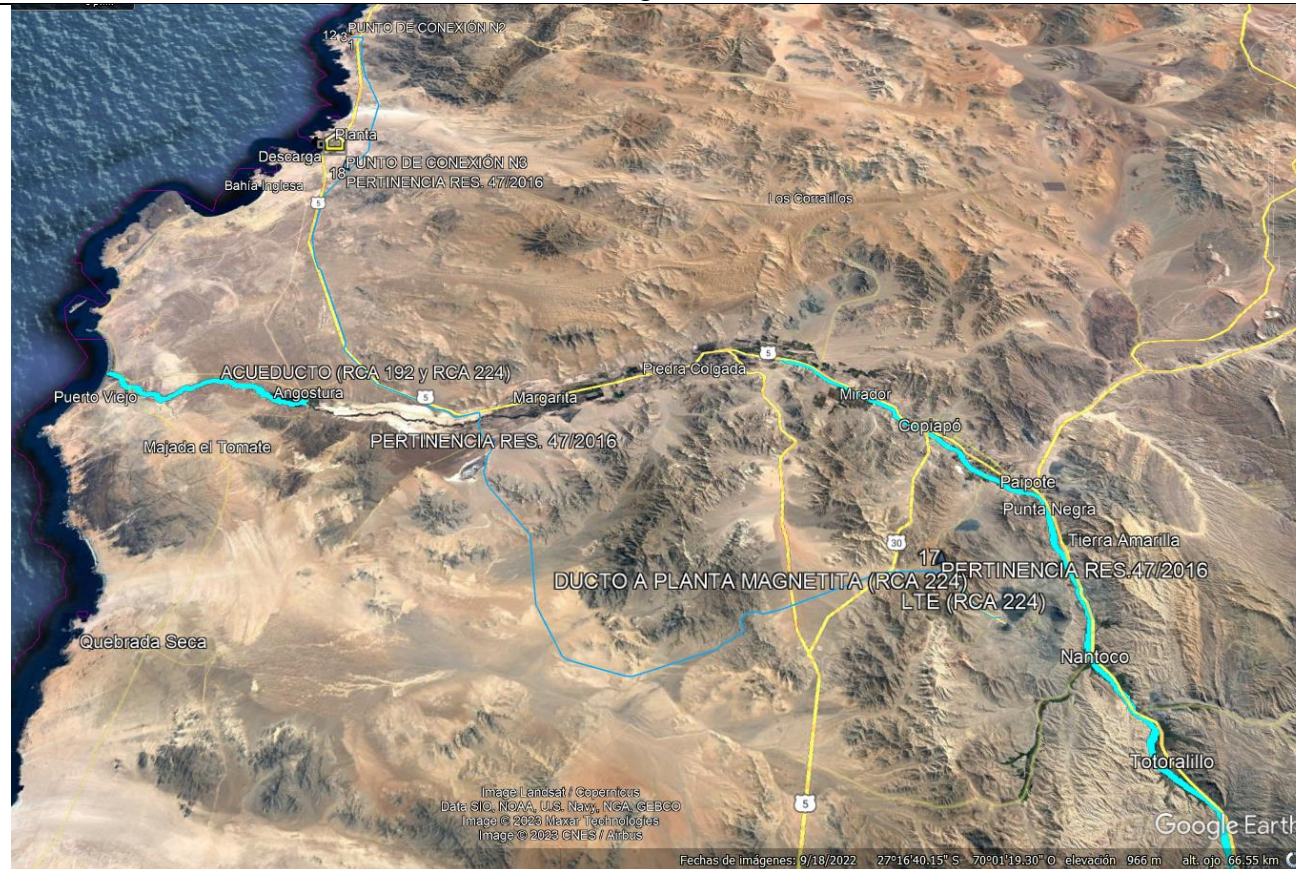 12 3 PUNTO DE CONEXIÓN N2
1
Planta
Descarga
PUNTO DE CONEXIÓN N3
18
PERTINENCIA RES. 47/2016
Bahía Inglesa
5
Los Corralillos
5
Piedra Colgada
ACUEDUCTO (RCA 192 y RCA 224)
Puerto Viejo
Angostura
5
Margarita
Mirador
Copiapó
PERTINENCIA RES. 47/2016
Majada el Tomate
Paipote
Punta Negra
Tierra Amarilla
30
17
DUCTO A PLANTA MAGNETITA (RCA 224)
PERTINENCIA RES.47/2016
LTE (RCA 224)
Quebrada Seca
Nantoco
Totoralillo
5
Image Landsat / Copernicus
Data SIO, NOAA, U.S. Navy, NGA, GEBCO
Image © 2023 Maxar Technologies
Image © 2023 CNES / Airbus
Google Earth
Fechas de imágenes: 9/18/2022 27°16'40.15" S 70°01'19.30" O elevación 966 m alt. ojo 66.55 km